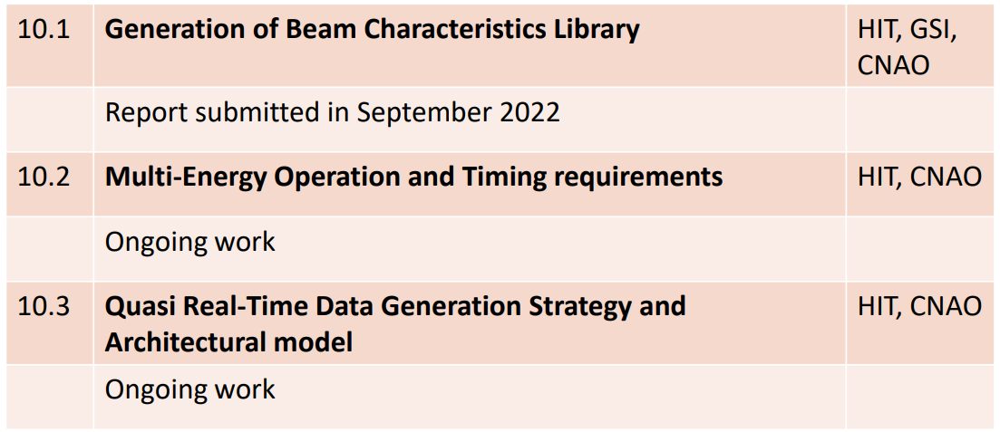 10.1 Generation of Beam Characteristics Library HIT, GSI,
CNAO
Report submitted in September 2022
10.2 Multi-Energy Operation and Timing requirements HIT, CNAO
Ongoing work
10.3 Quasi Real-Time Data Generation Strategy and HIT, CNAO
Architectural model
Ongoing work